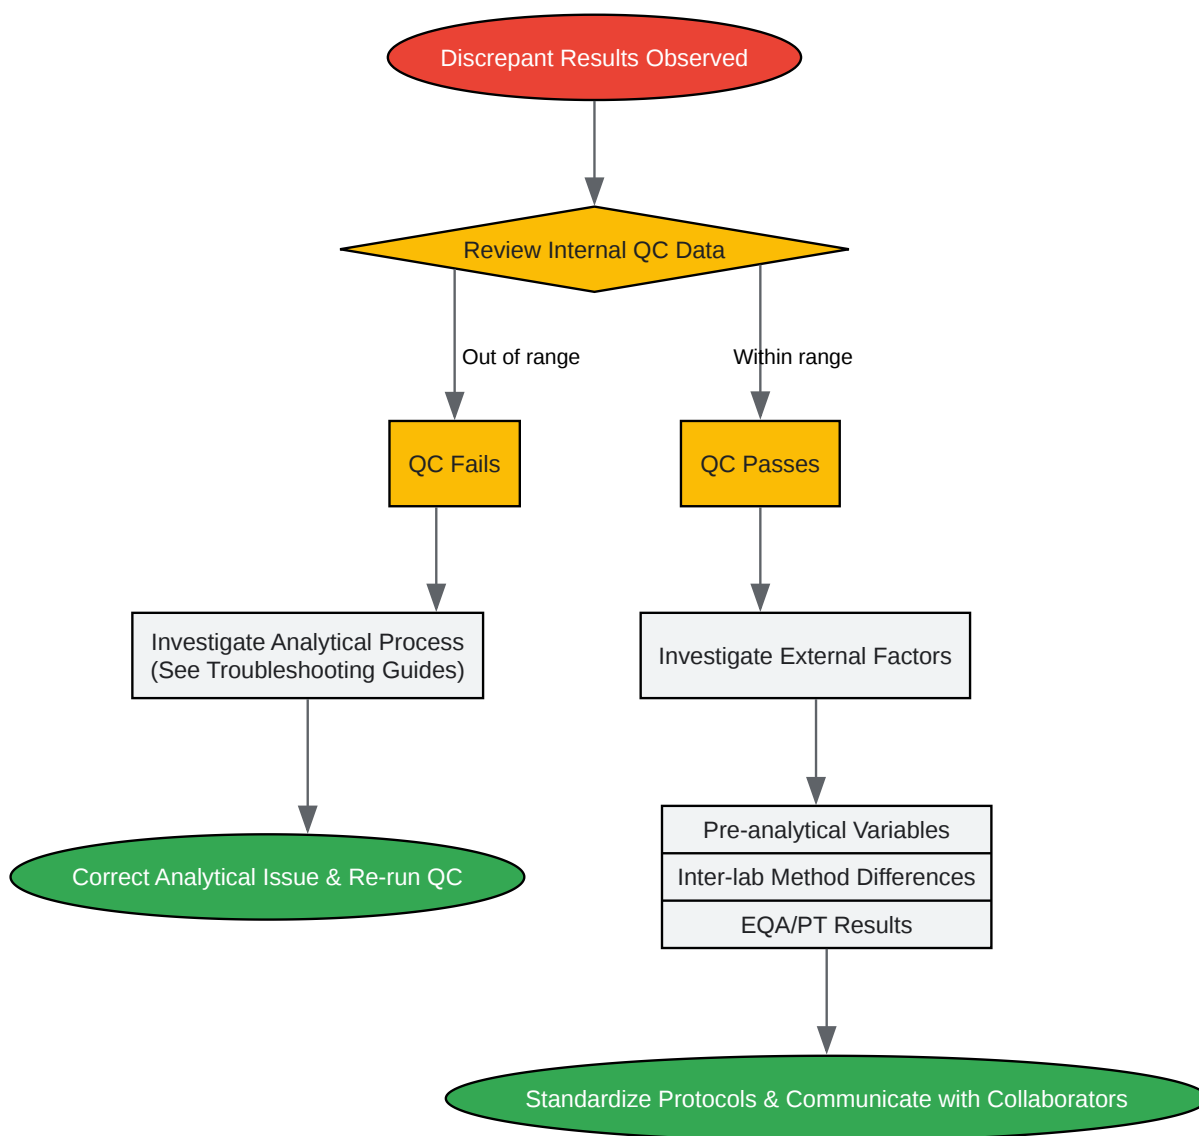 Discrepant Results Observed
Review Internal QC Data
Out of range
Within range
QC Fails
QC Passes
Investigate Analytical Process
(See Troubleshooting Guides)
Investigate External Factors
Pre-analytical Variables
Inter-lab Method Differences
EQA/PT Results
Correct Analytical Issue & Re-run QC
Standardize Protocols & Communicate with Collaborators